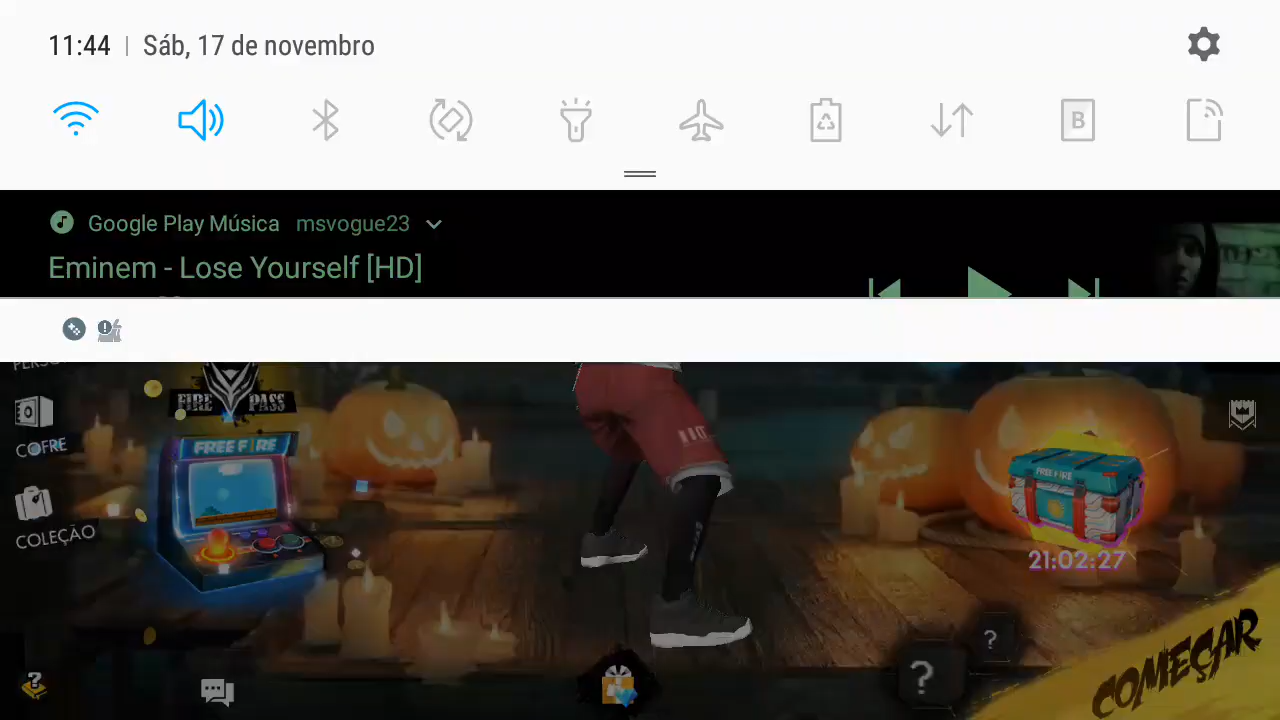 11:44 | Sáb, 17 de novembro
B
Google Play Música msvogue23
Eminem - Lose Yourself [HD]
FIRE PASS
COFRE
FREE FIRE
FREE FIRE
COLEÇÃO
21:02:27
?
?
?
COMEÇAR